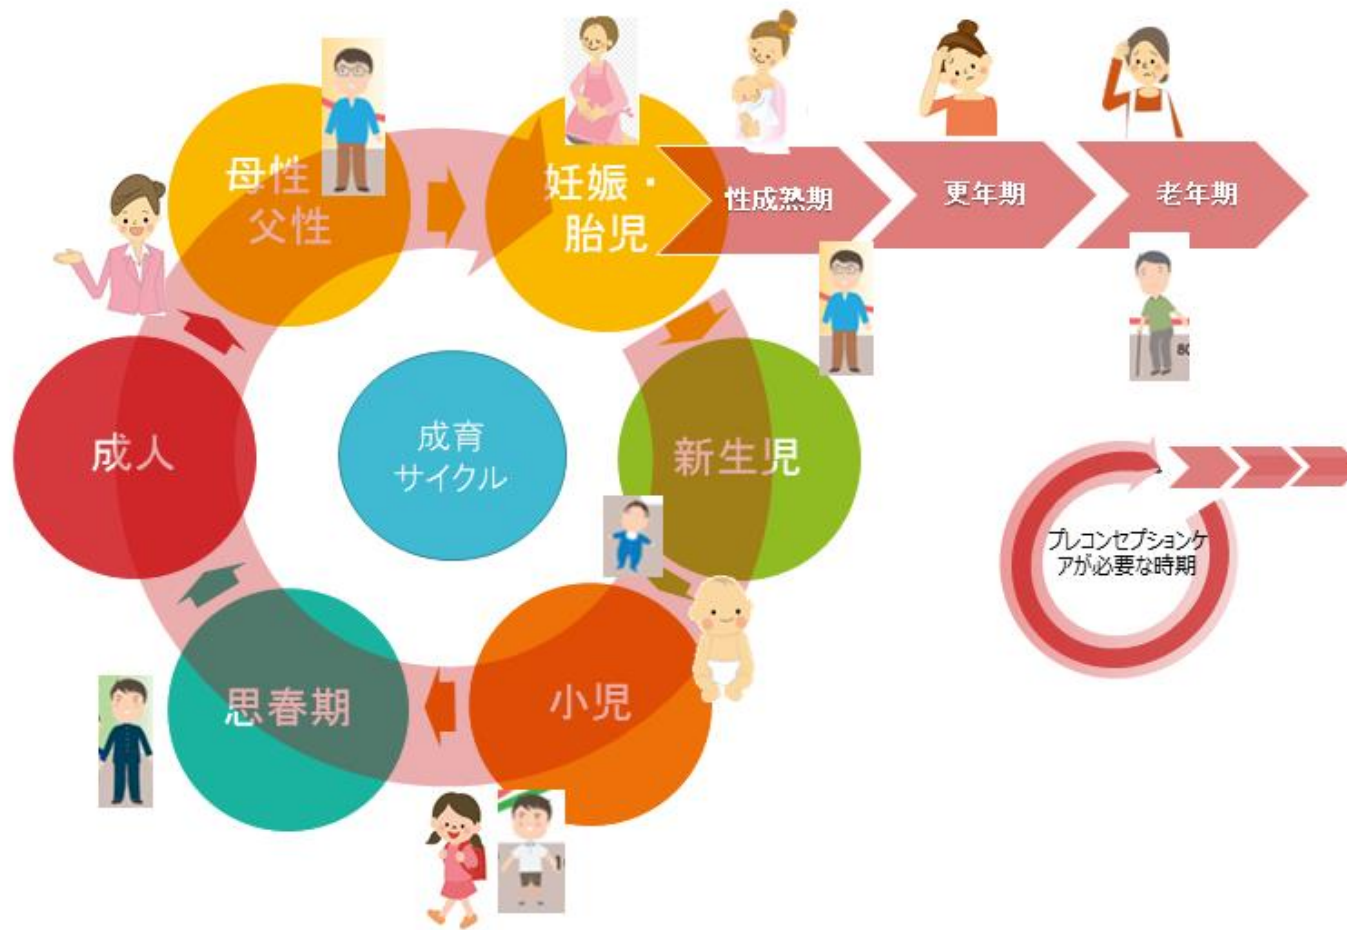 母性・
父性
妊娠・
胎児
性成熟期
更年期
老年期
成人
成育
サイクル
新生児
プレコンセプションケ
アが必要な時期
思春期
小児
80
1